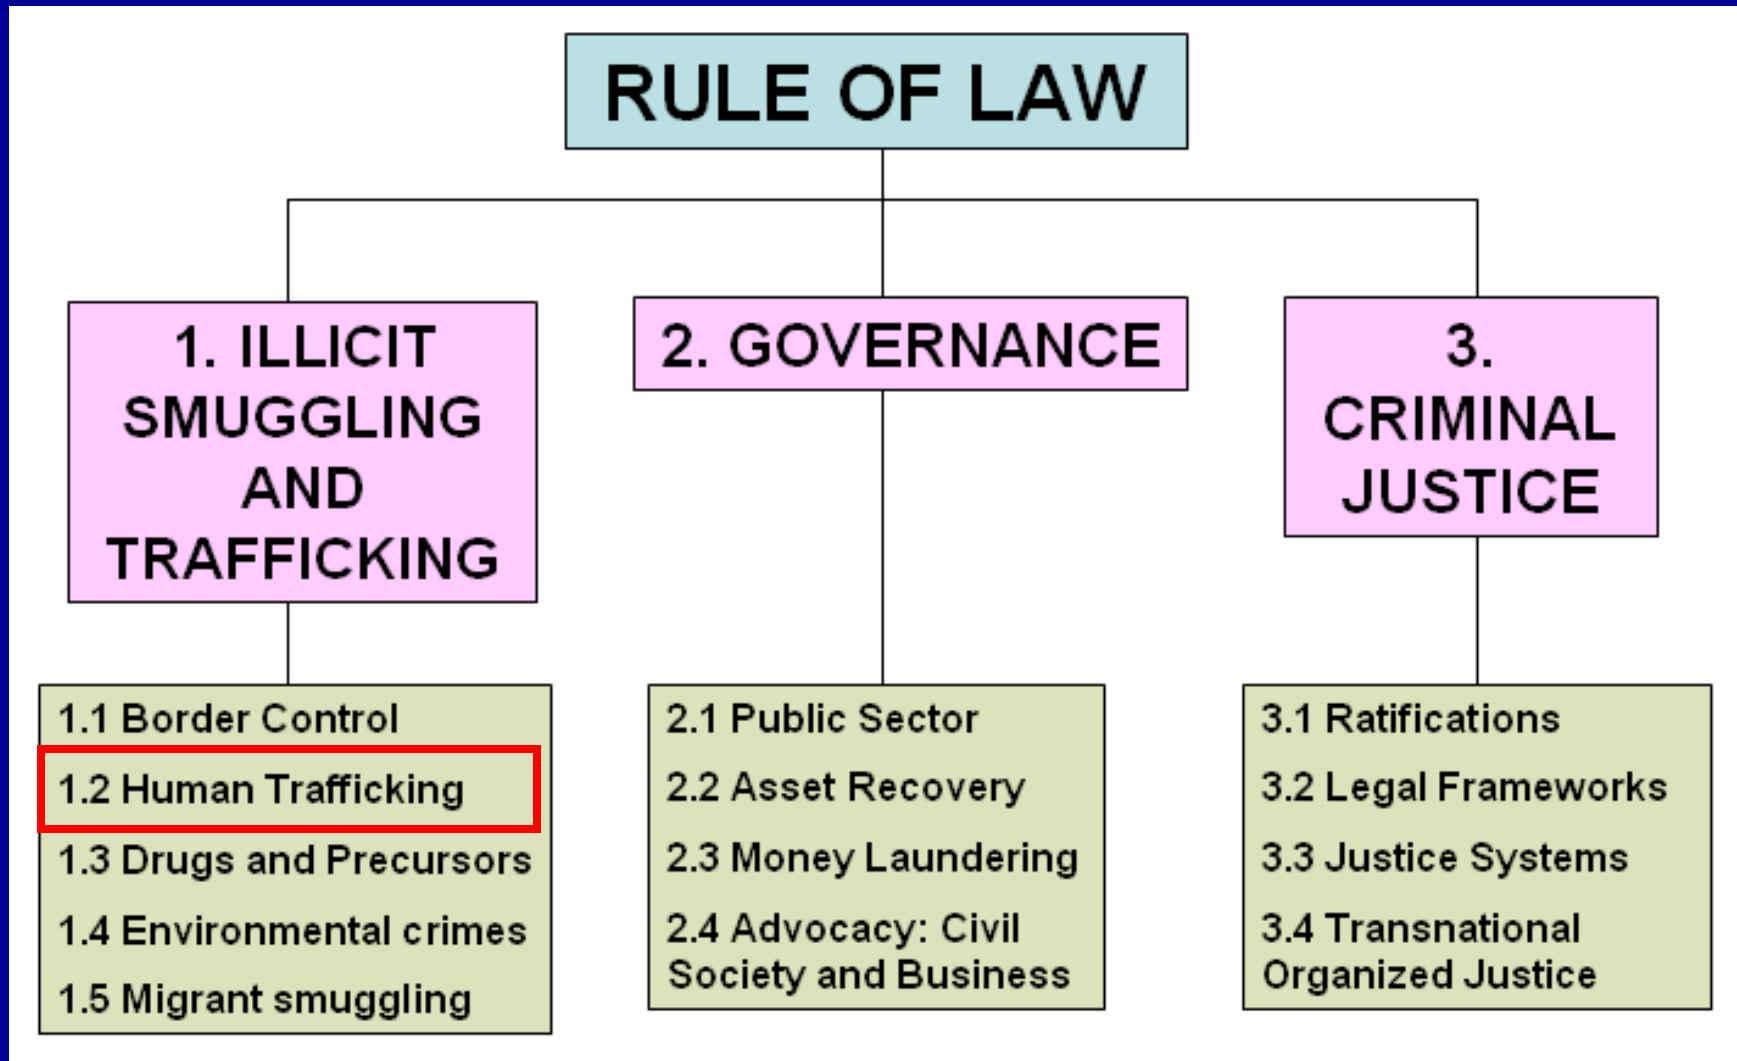 RULE OF LAW
1. ILLICIT
SMUGGLING
AND
TRAFFICKING
2. GOVERNANCE
3.
CRIMINAL
JUSTICE
1.1 Border Control
1.2 Human Trafficking
1.3 Drugs and Precursors
1.4 Environmental crimes
1.5 Migrant smuggling
2.1 Public Sector
2.2 Asset Recovery
2.3 Money Laundering
2.4 Advocacy: Civil
Society and Business
3.1 Ratifications
3.2 Legal Frameworks
3.3 Justice Systems
3.4 Transnational
Organized Justice